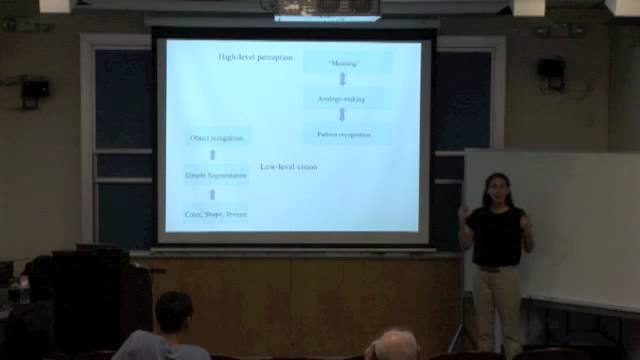 High-level perception
"Meaning"
Analogy-making
Pattern recognition
Object recognition
Low-level vision
Simple Segmentation
Color, Shape, Texture